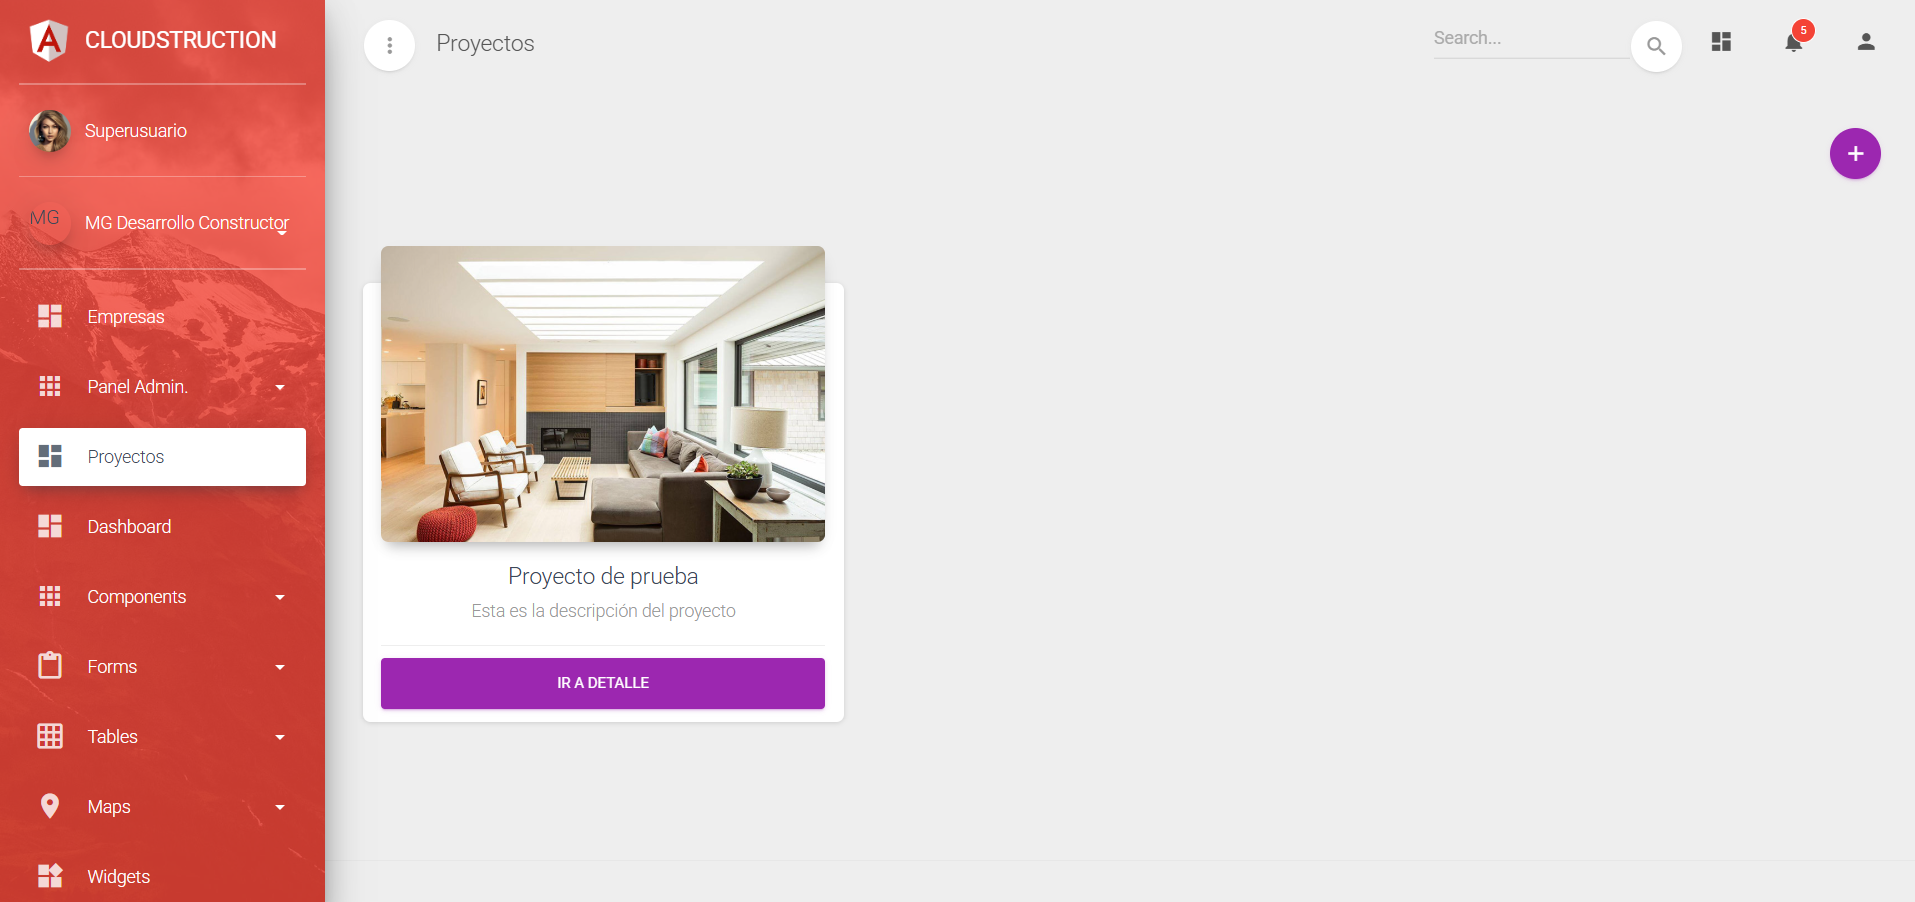 CLOUDSTRUCTION
Superusuario
MG
MG Desarrollo Constructor
Empresas
Panel Admin.
Proyectos
Dashboard
Components
Forms
Tables
Maps
Widgets
Proyectos
Search...
5
Proyecto de prueba
Esta es la descripción del proyecto
IR A DETALLE